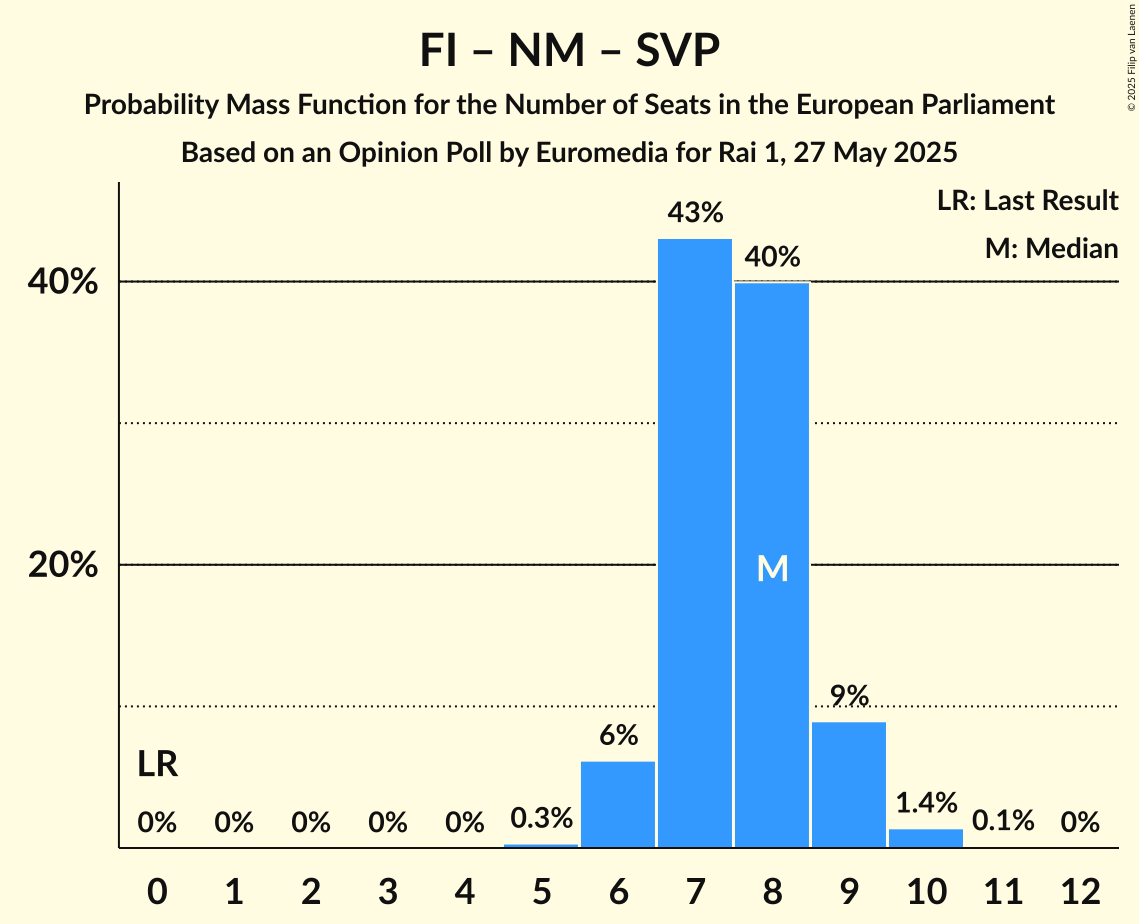 FI – NM – SVP
Probability Mass Function for the Number of Seats in the European Parliament
Based on an Opinion Poll by Euromedia for Rai 1, 27 May 2025
© 2025 Filip van Laenen
LR: Last Result
M: Median
43%
40%
40%
M
20%
9%
6%
LR
1.4%
0% 0% 0% 0% 0% 0.3% 0.1% 0%
0 1 2 3 4 5 6 7 8 9 10 11 12